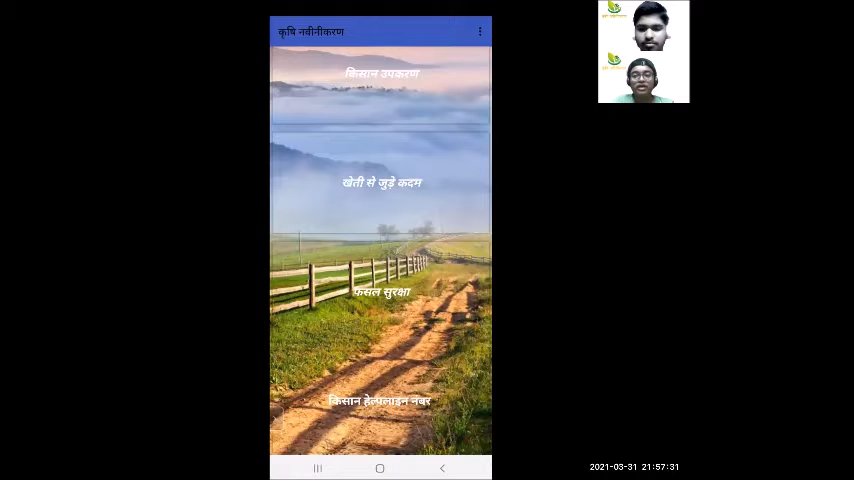 कृषि नवीनीकरण
किसान उपकरण
खेती से जुड़े कदम
फसल सुरक्षा
किसान हेल्पलाइन नंबर
2021-03-31 21:57:31